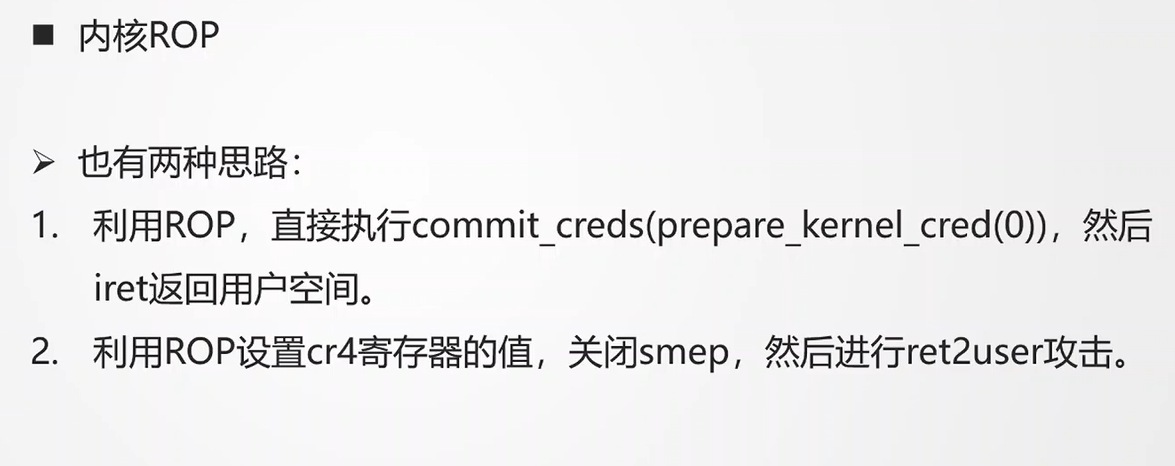 ■ 内核ROP
➢ 也有两种思路：
1. 利用ROP，直接执行commit_creds(prepare_kernel_cred(0))，然后
iret返回用户空间。
2. 利用ROP设置cr4寄存器的值，关闭smep，然后进行ret2user攻击。